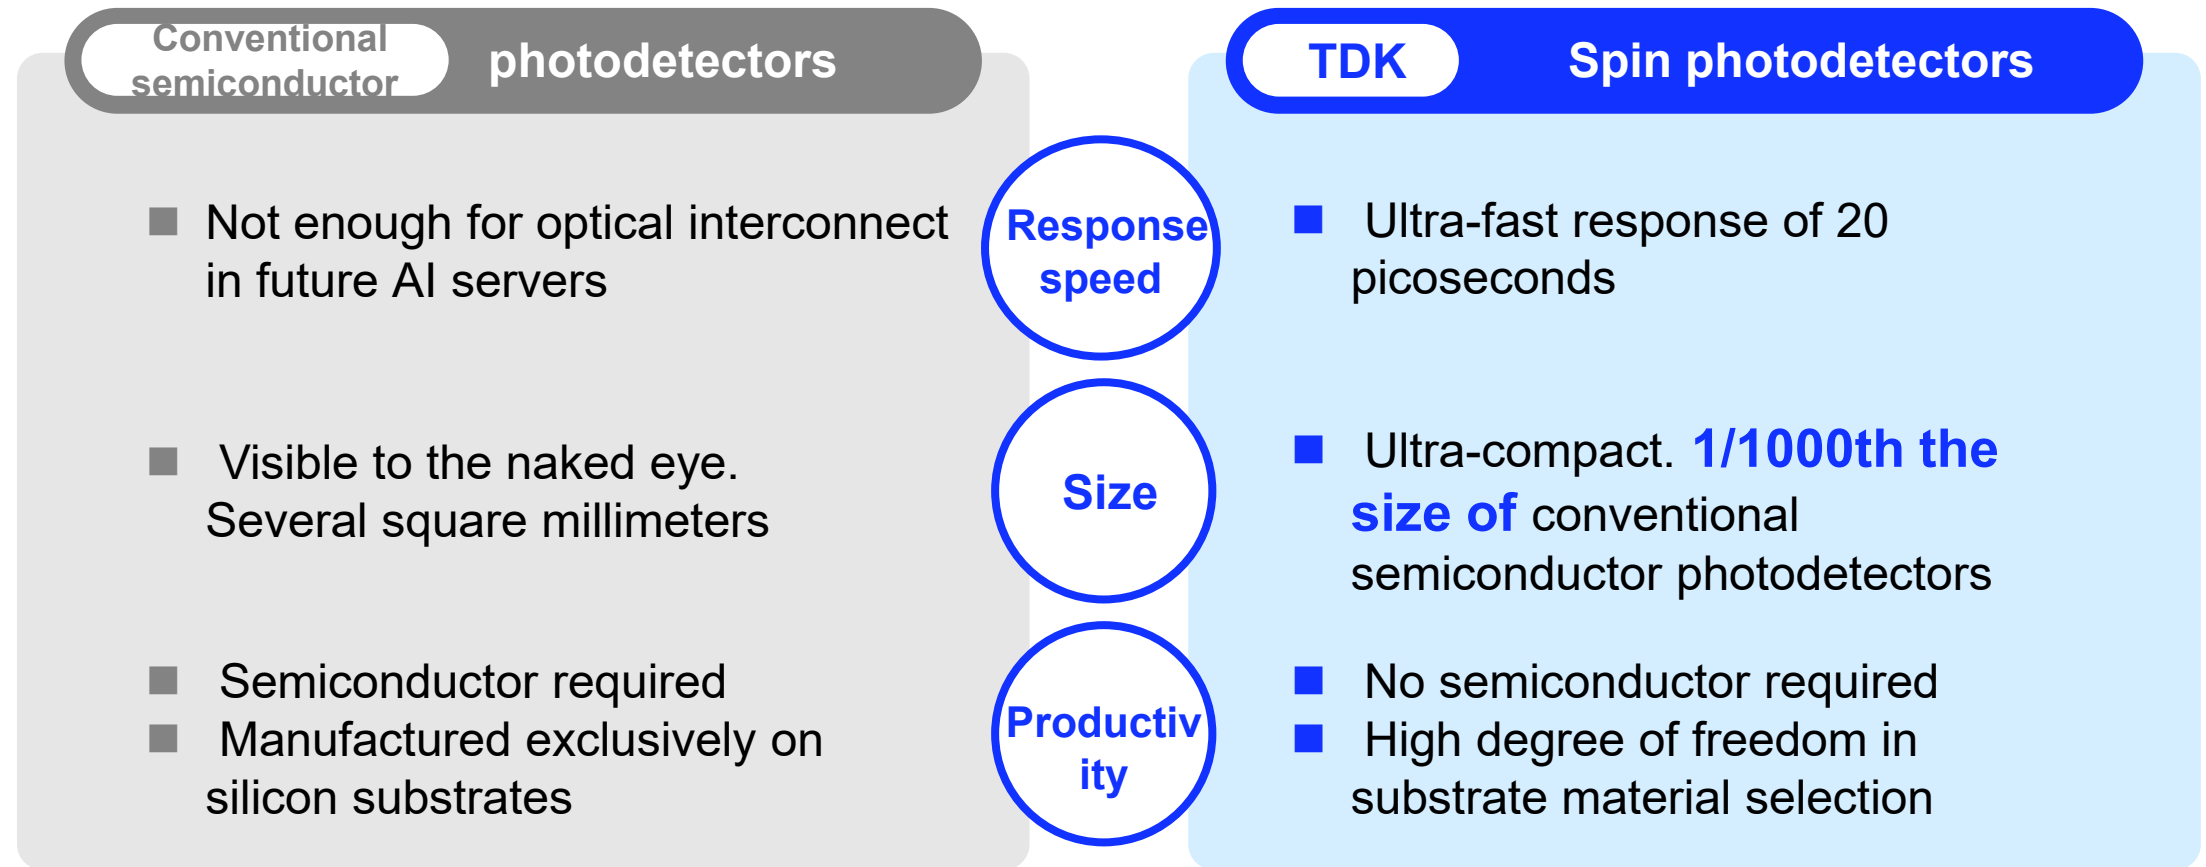 Conventional
semiconductor
photodetectors
TDK
Spin photodetectors
Not enough for optical interconnect
in future AI servers
Response
speed
Ultra-fast response of 20
picoseconds
Visible to the naked eye.
Several square millimeters
Size
Ultra-compact. 1/1000th the
size of conventional
semiconductor photodetectors
Semiconductor required
Manufactured exclusively on
silicon substrates
Productiv
ity
No semiconductor required
High degree of freedom in
substrate material selection